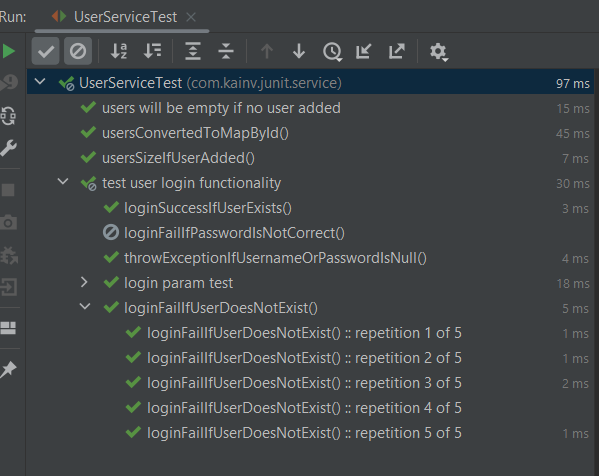 Run: UserServiceTest
UserServiceTest (com.kainv.junit.service) 97 ms
users will be empty if no user added 15 ms
usersConvertedToMapById() 45 ms
usersSizeIfUserAdded() 7 ms
test user login functionality 30 ms
loginSuccessIfUserExists() 3 ms
loginFailIfPasswordIsNotCorrect()
throwExceptionIfUsernameOrPasswordIsNull() 4 ms
login param test 18 ms
loginFailIfUserDoesNotExist() 5 ms
loginFailIfUserDoesNotExist() :: repetition 1 of 5 1 ms
loginFailIfUserDoesNotExist() :: repetition 2 of 5 1 ms
loginFailIfUserDoesNotExist() :: repetition 3 of 5 2 ms
loginFailIfUserDoesNotExist() :: repetition 4 of 5
loginFailIfUserDoesNotExist() :: repetition 5 of 5 1 ms